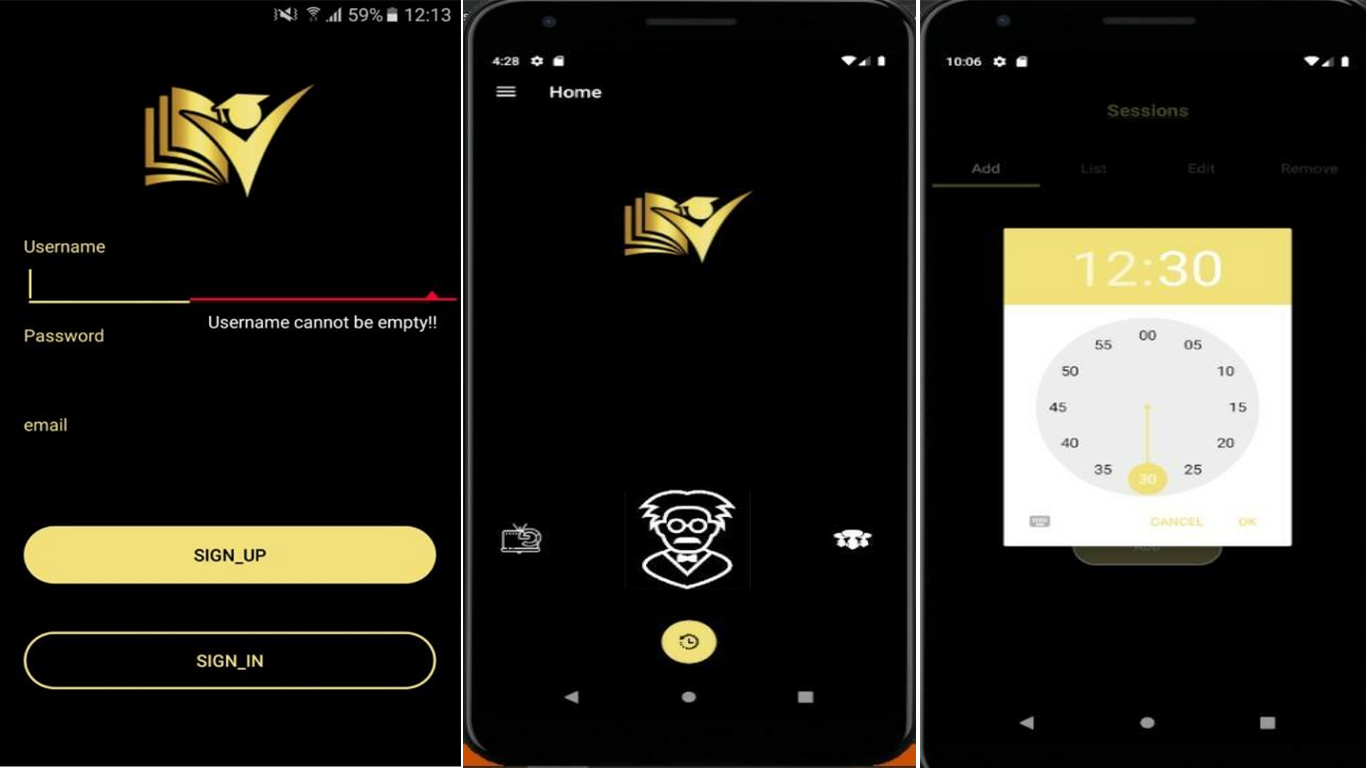 59% 12:13
Username
Username cannot be empty!!
Password
email
SIGN_UP
SIGN_IN
4:28
Home
10:06
Sessions
Add List Edit Remove
12:30
00
55 05
50 10
45 15
40 20
35 25
30
CANCEL OK
ADD